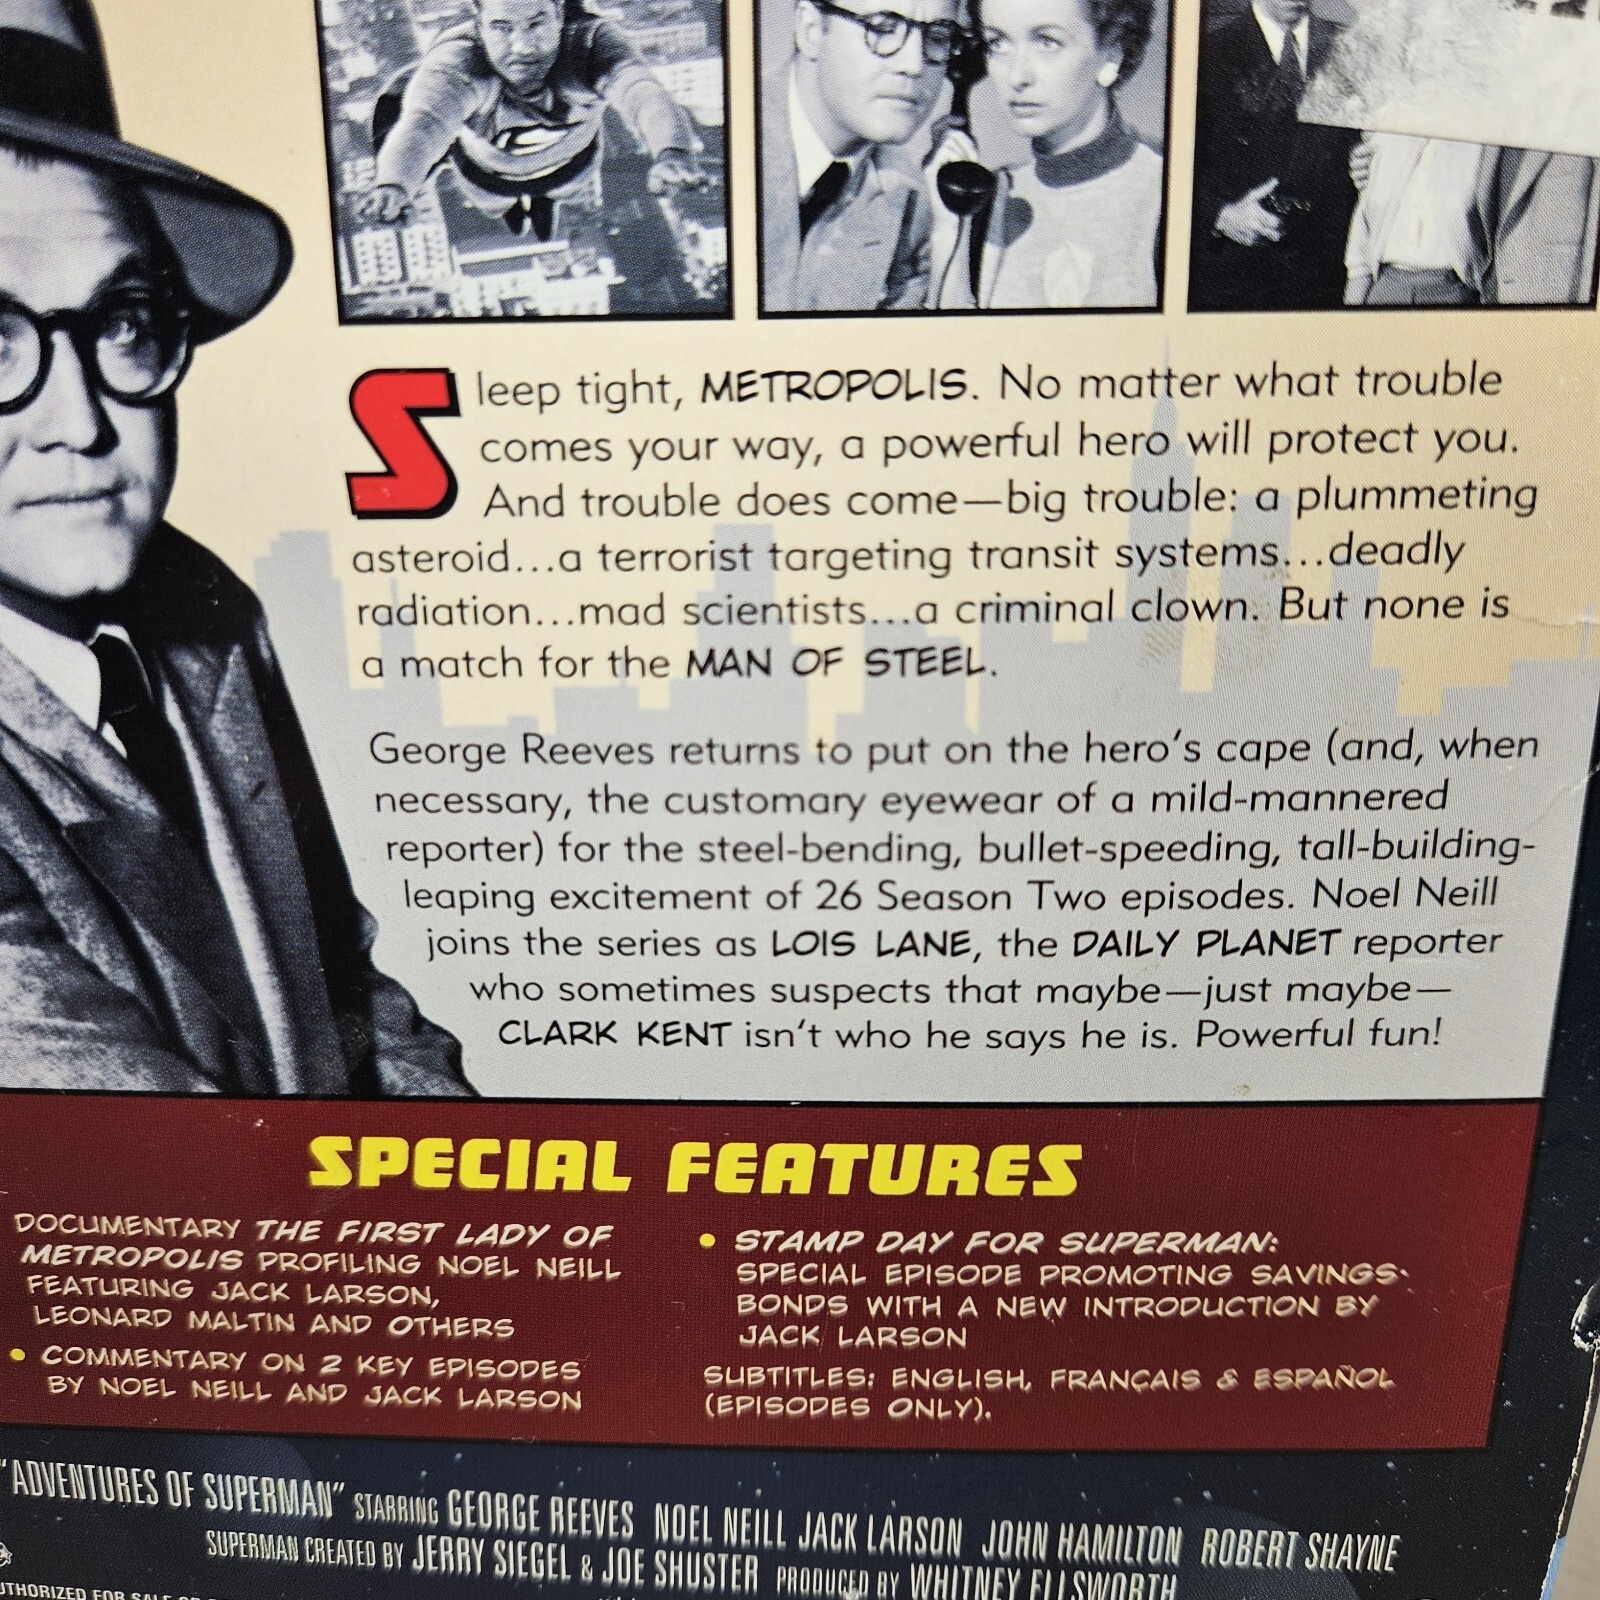 Sleep tight, METROPOLIS. No matter what trouble
comes your way, a powerful hero will protect you.
And trouble does come—big trouble: a plummeting
asteroid...a terrorist targeting transit systems...deadly
radiation...mad scientists...a criminal clown. But none is
a match for the MAN OF STEEL.
George Reeves returns to put on the hero's cape (and, when
necessary, the customary eyewear of a mild-mannered
reporter) for the steel-bending, bullet-speeding, tall-building-
leaping excitement of 26 Season Two episodes. Noel Neill
joins the series as LOIS LANE, the DAILY PLANET reporter
who sometimes suspects that maybe—just maybe—
CLARK KENT isn't who he says he is. Powerful fun!
SPECIAL FEATURES
DOCUMENTARY THE FIRST LADY OF
METROPOLIS PROFILING NOEL NEILL
FEATURING JACK LARSON,
LEONARD MALTIN AND OTHERS
• COMMENTARY ON 2 KEY EPISODES
BY NOEL NEILL AND JACK LARSON
• STAMP DAY FOR SUPERMAN:
SPECIAL EPISODE PROMOTING SAVINGS
BONDS WITH A NEW INTRODUCTION BY
JACK LARSON
SUBTITLES: ENGLISH, FRANÇAIS & ESPAÑOL
(EPISODES ONLY).
"ADVENTURES OF SUPERMAN" STARRING GEORGE REEVES NOEL NEILL JACK LARSON JOHN HAMILTON ROBERT SHAYNE
SUPERMAN CREATED BY JERRY SIEGEL & JOE SHUSTER PRODUCED BY WHITNEY ELLSWORTH
FOR SALE